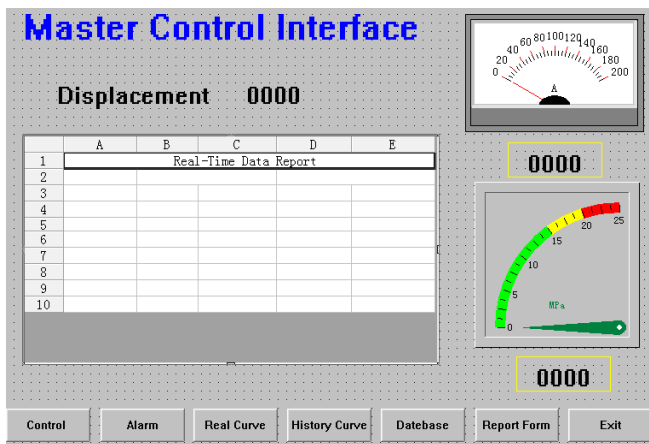 Master Control Interface
Displacement 0000
0 20 40 60 80 100 120 140 160 180 200
A
A B C D E
1 Real-Time Data Report
2
3
4
5
6
7
8
9
10
0000
0 5 10 15 20 25
MPa
0000
Control Alarm Real Curve History Curve Datebase Report Form Exit